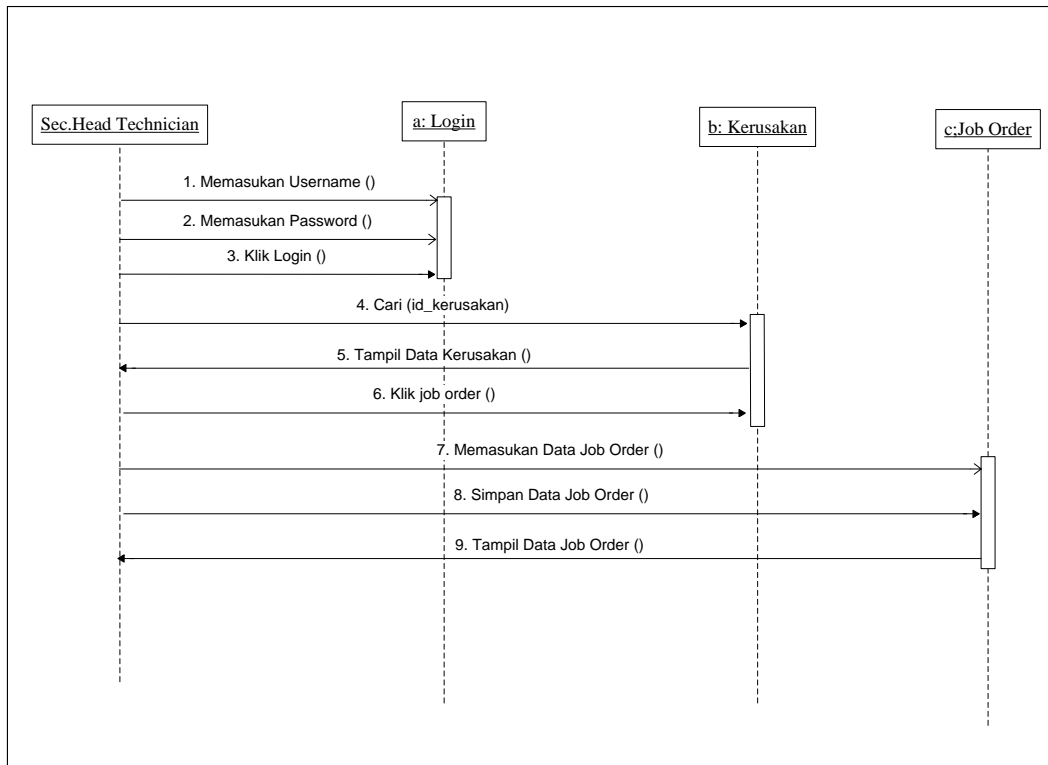 Sec.Head Technician
a: Login
b: Kerusakan
c;Job Order
1. Memasukan Username ()
2. Memasukan Password ()
3. Klik Login ()
4. Cari (id_kerusakan)
5. Tampil Data Kerusakan ()
6. Klik job order ()
7. Memasukan Data Job Order ()
8. Simpan Data Job Order ()
9. Tampil Data Job Order ()